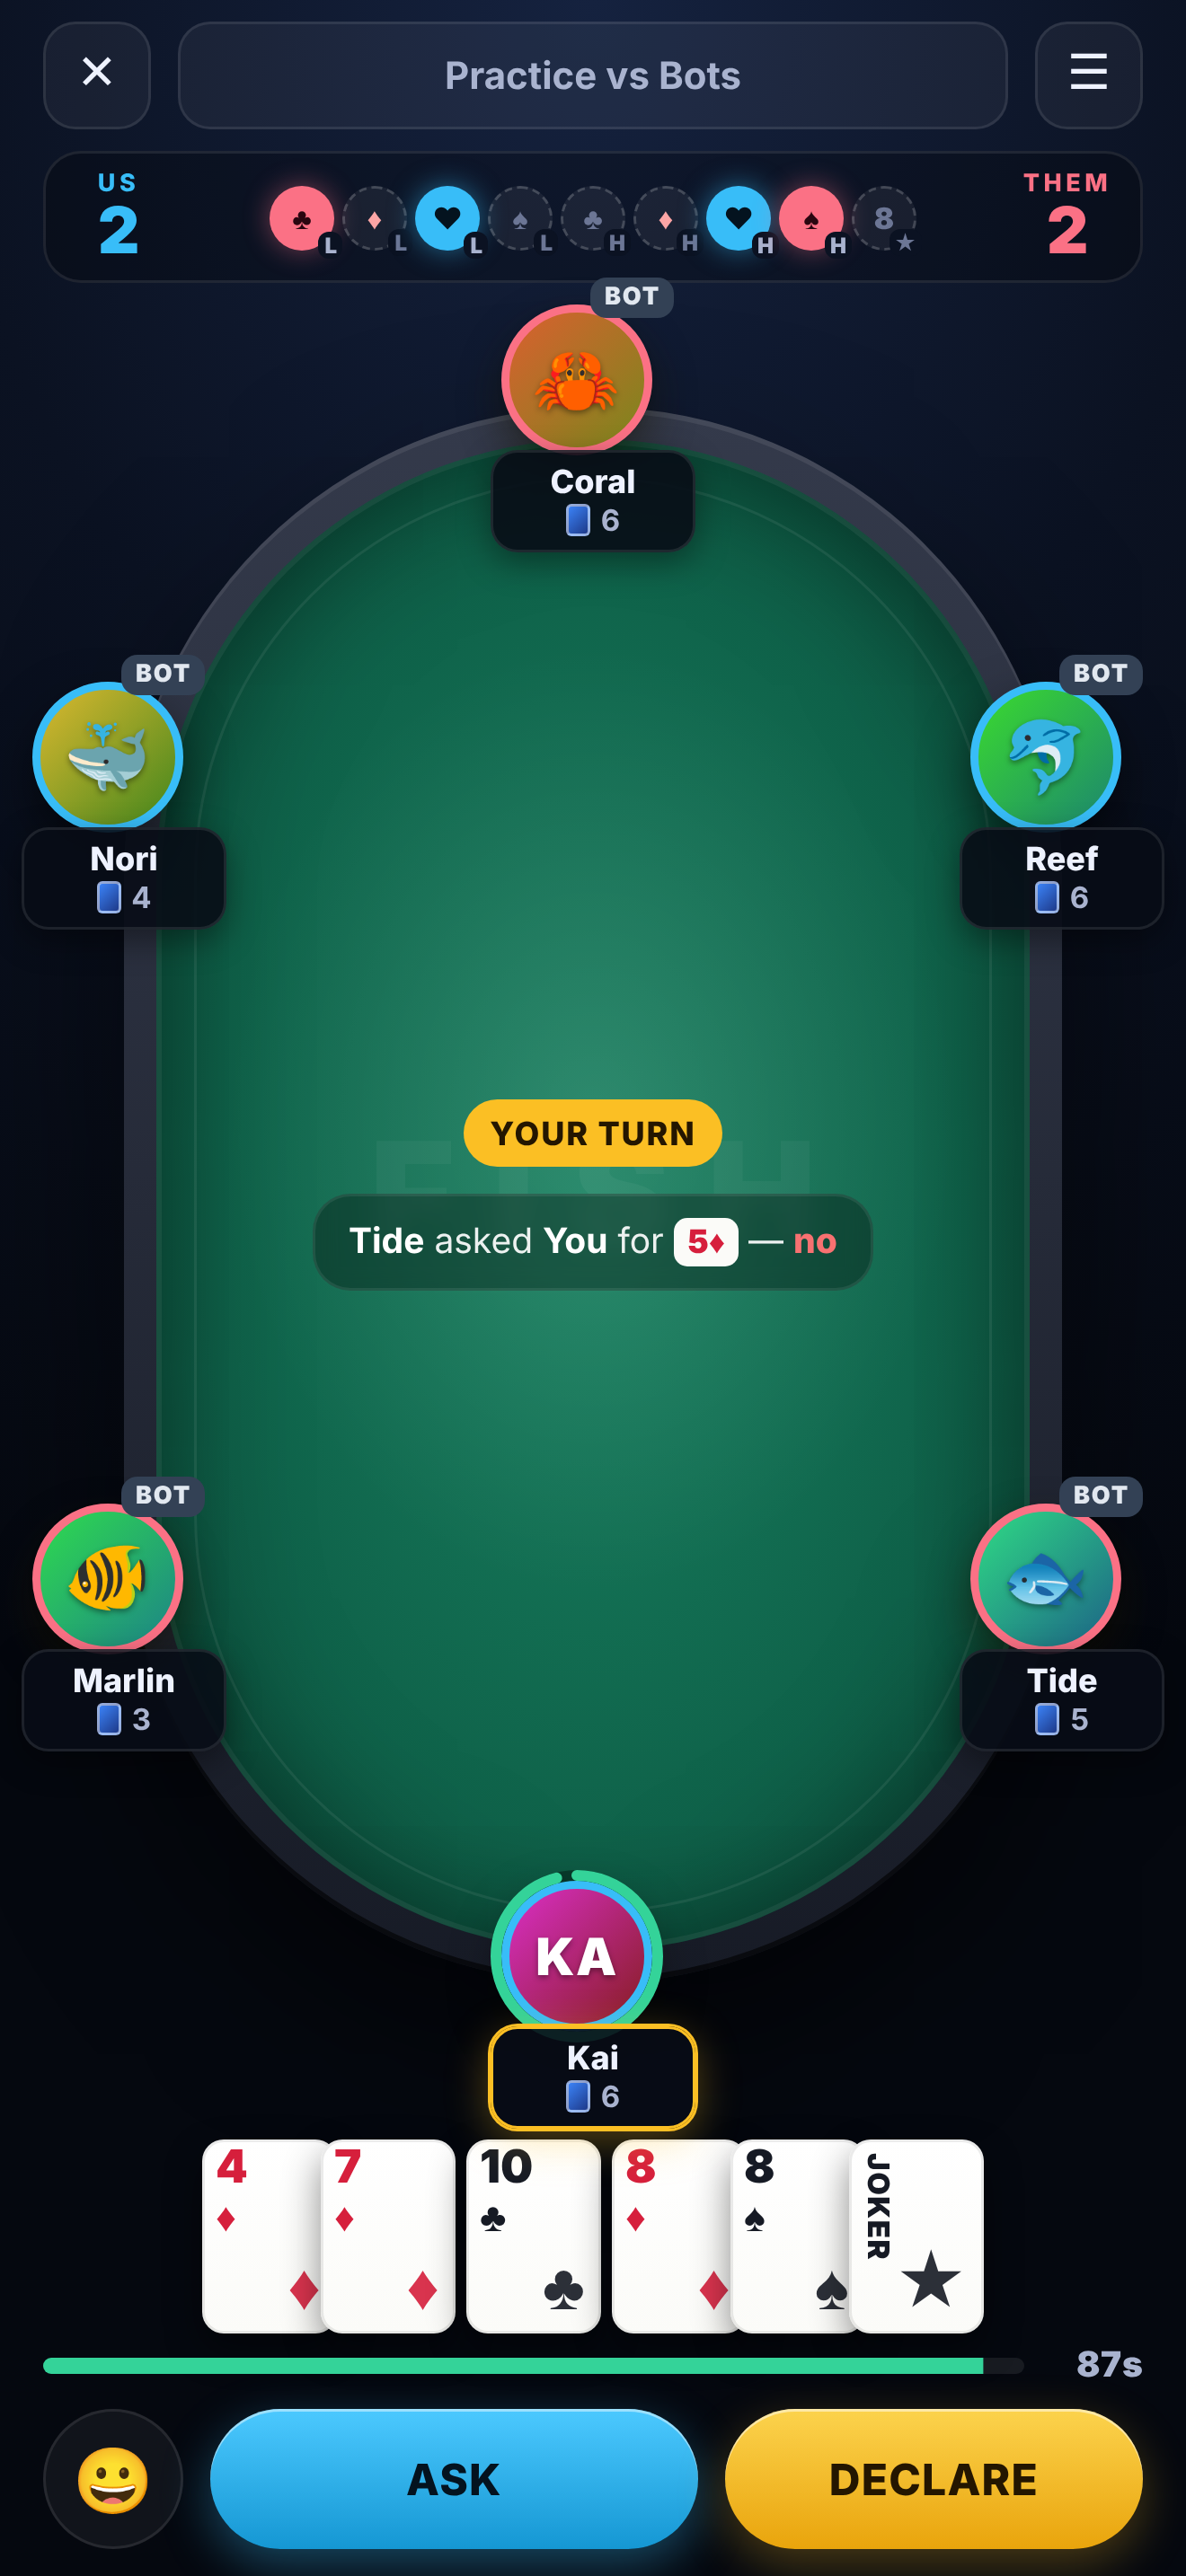 ✕ Practice vs Bots ☰
US THEM
2 ♣ L ♦ L ♥ L ♠ L ♣ H ♦ H ♥ H ♠ H 8 ★ 2
BOT
Coral
6
BOT
Nori
4
BOT
Reef
6
FISH
YOUR TURN
Tide asked You for 5♦ — no
BOT
Marlin
3
BOT
Tide
5
KA
Kai
6
4♦ ♦ 7♦ ♦ 10♣ ♣ 8♦ ♦ 8♠ ♠ JOKER ★
87s
ASK DECLARE